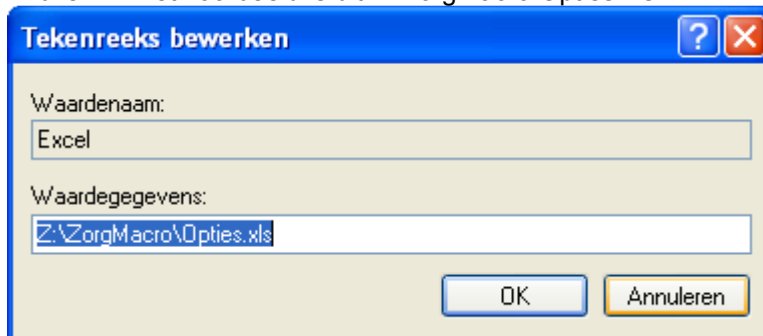 Tekenreeks bewerken
Waardenaam:
Excel
Waardegegevens:
Z:\ZorgMacro\Opties.xls
OK Annuleren